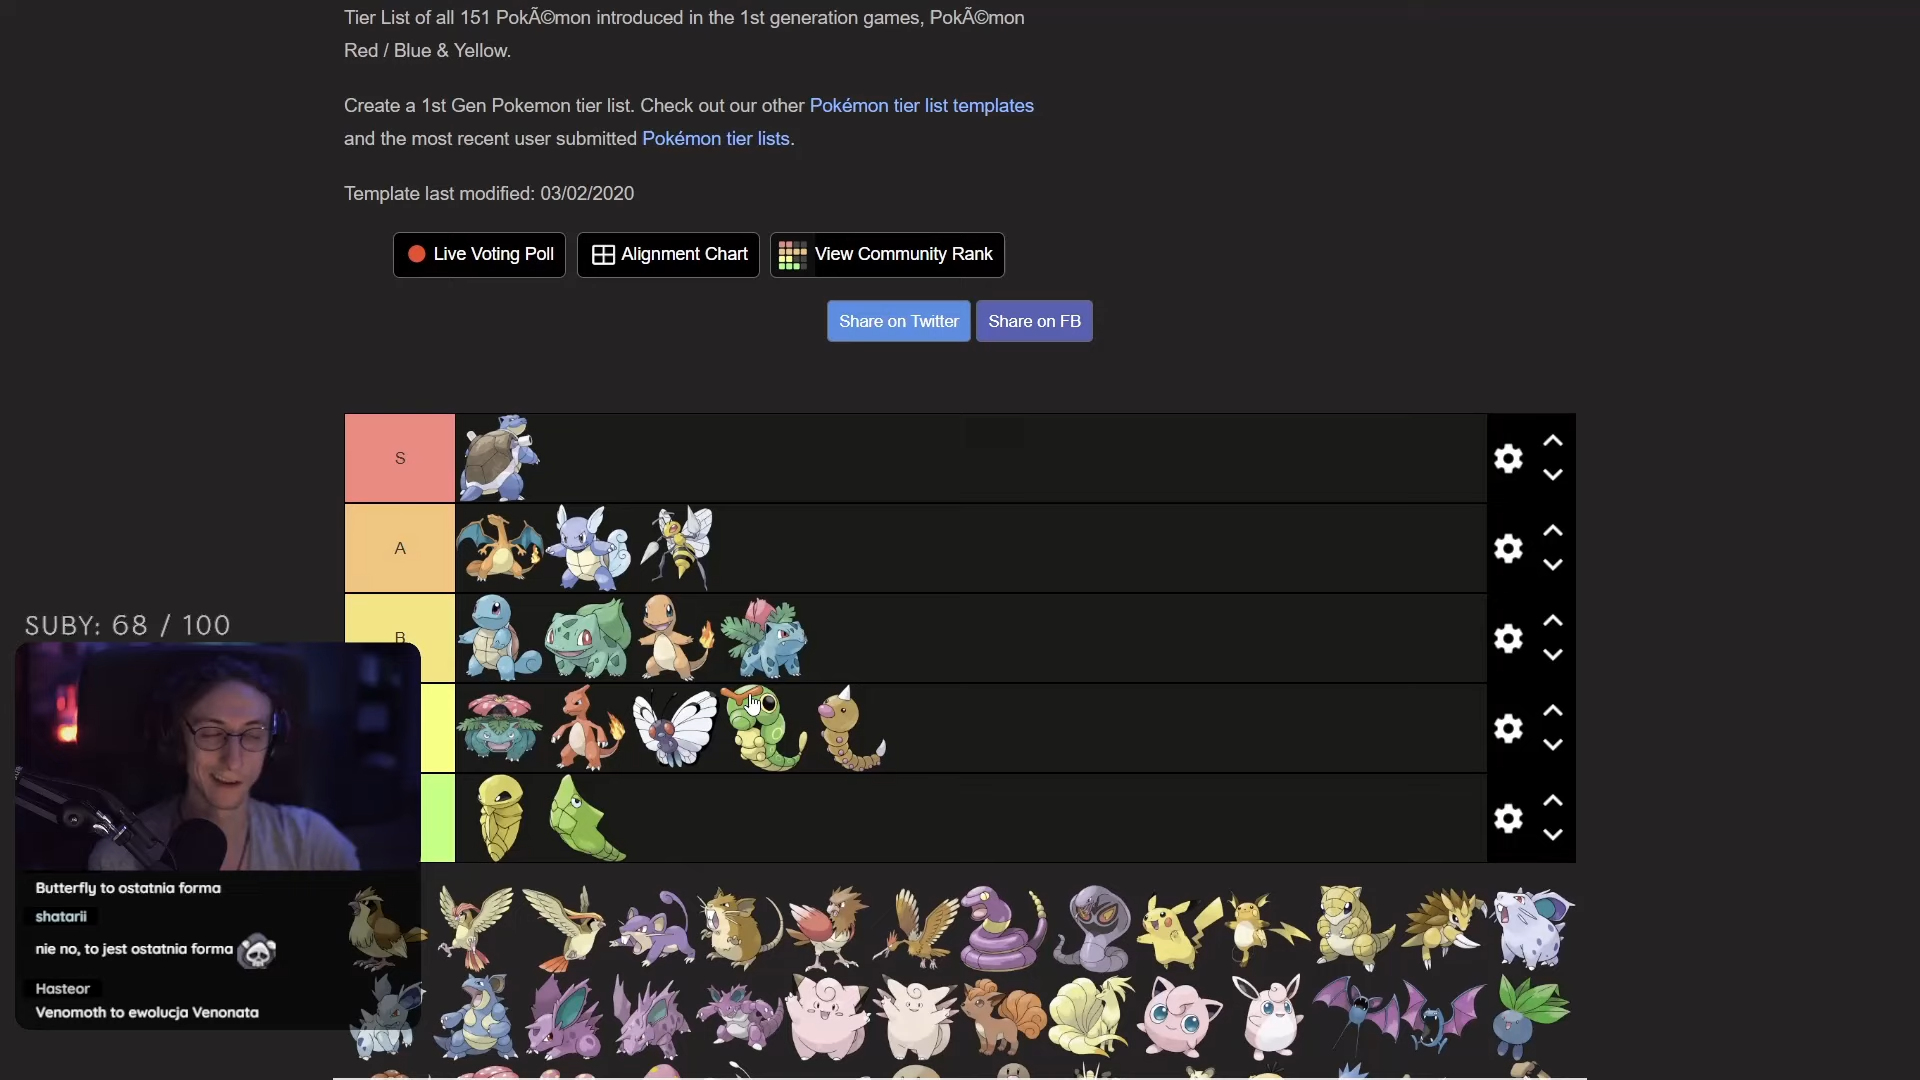 Tier List of all 151 PokÃ©mon introduced in the 1st generation games, PokÃ©mon
Red / Blue & Yellow.
Create a 1st Gen Pokemon tier list. Check out our other Pokémon tier list templates
and the most recent user submitted Pokémon tier lists.
Template last modified: 03/02/2020
Live Voting Poll
Alignment Chart
View Community Rank
Share on Twitter
Share on FB
S
A
B
SUBY: 68 / 100
Butterfly to ostatnia forma
shatarii
nie no, to jest ostatnia forma
Hasteor
Venomoth to ewolucja Venonata